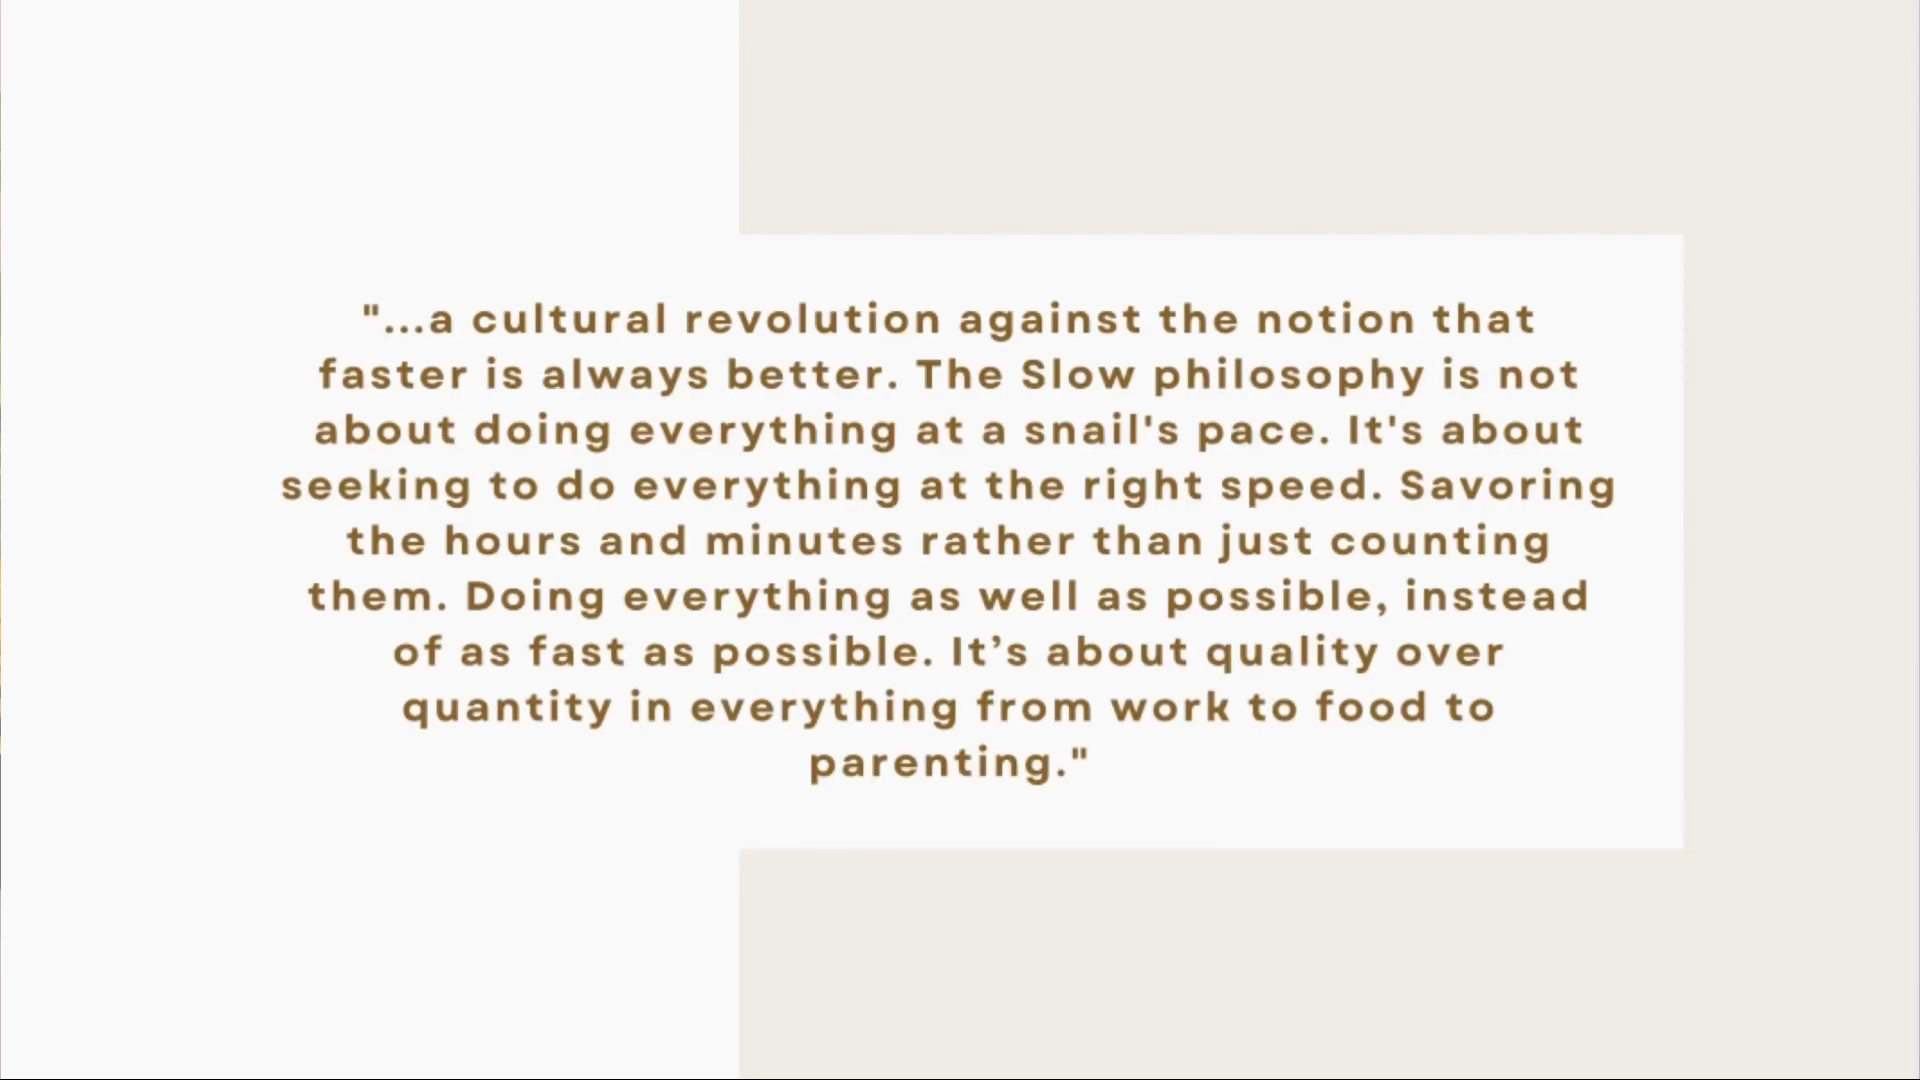 "...a cultural revolution against the notion that
faster is always better. The Slow philosophy is not
about doing everything at a snail's pace. It's about
seeking to do everything at the right speed. Savoring
the hours and minutes rather than just counting
them. Doing everything as well as possible, instead
of as fast as possible. It’s about quality over
quantity in everything from work to food to
parenting."